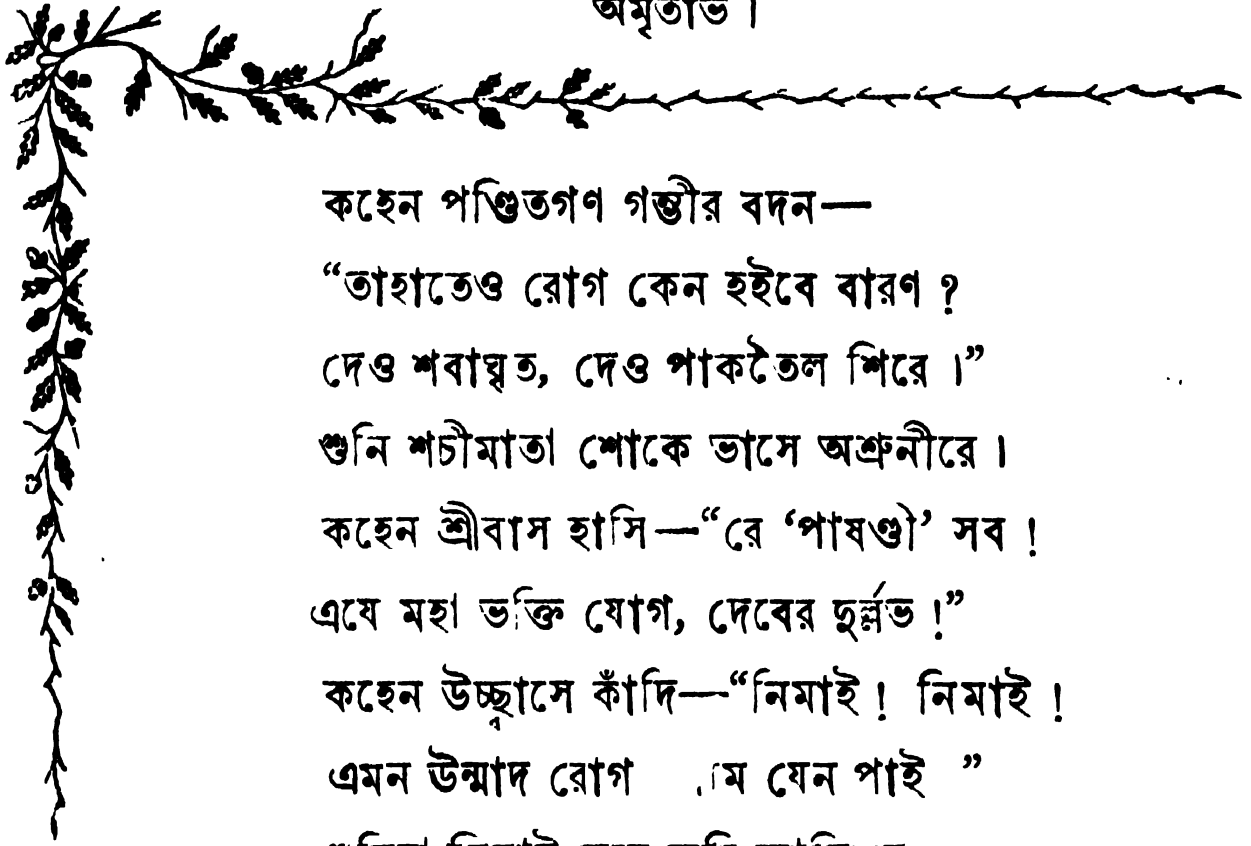 অমৃতাভ ।
কহেন পণ্ডিতগণ গম্ভীর বদন—
“তাহাতেও রোগ কেন হইবে বারণ ?
দেও শবাঘৃত, দেও পাকতৈল শিরে ।”
শুনি শচীমাতা শোকে ভাসে অশ্রুনীরে ।
কহেন শ্রীবাস হাসি—“রে ‘পাষণ্ডী’ সব !
এযে মহা ভক্তি যোগ, দেবের দুর্ল্লভ !”
কহেন উচ্ছ্বাসে কাঁদি—“নিমাই ! নিমাই !
এমন উন্মাদ রোগ যেন পাই ”